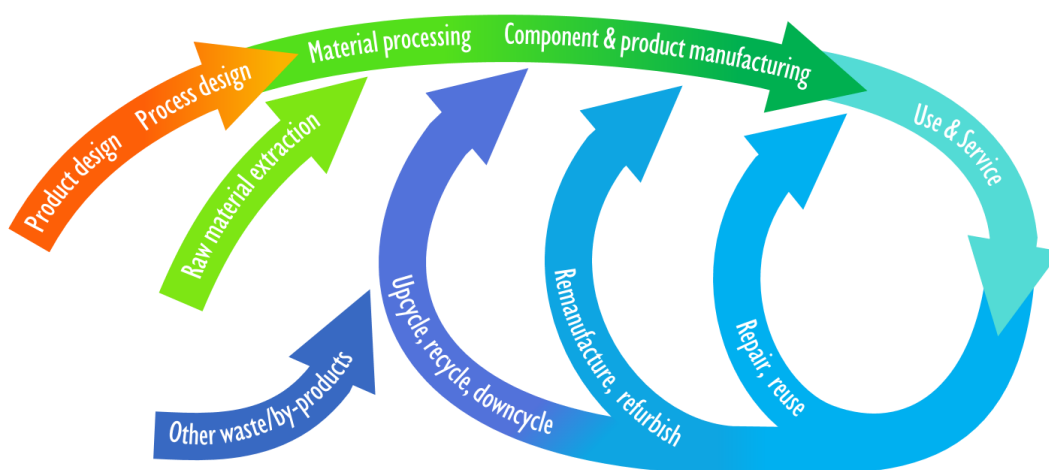 Product design
Process design
Material processing
Component & product manufacturing
Use & Service
Raw material extraction
Other waste/by-products
Upcycle, recycle, downcycle
Remanufacture, refurbish
Repair, reuse